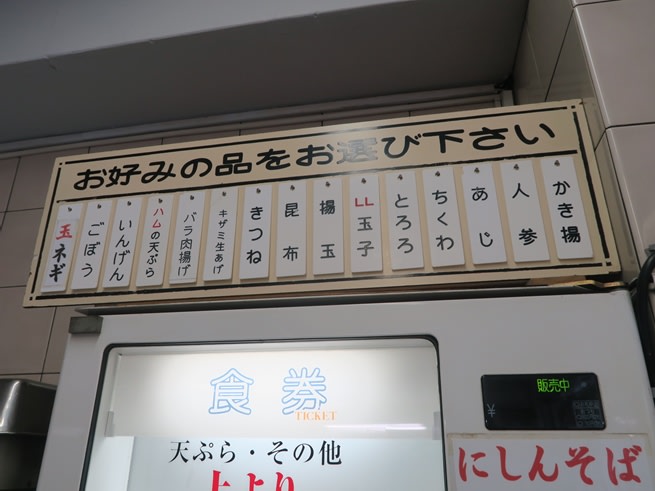 お好みの品をお選び下さい
かき揚
人参
あじ
ちくわ
とろろ
LL玉子
揚玉
昆布
きつね
キザミ生あげ
バラ肉揚げ
ハムの天ぷら
いんげん
ごぼう
玉ネギ
食券
TICKET
販売中
¥
天ぷら・その他
上より
にしんそば